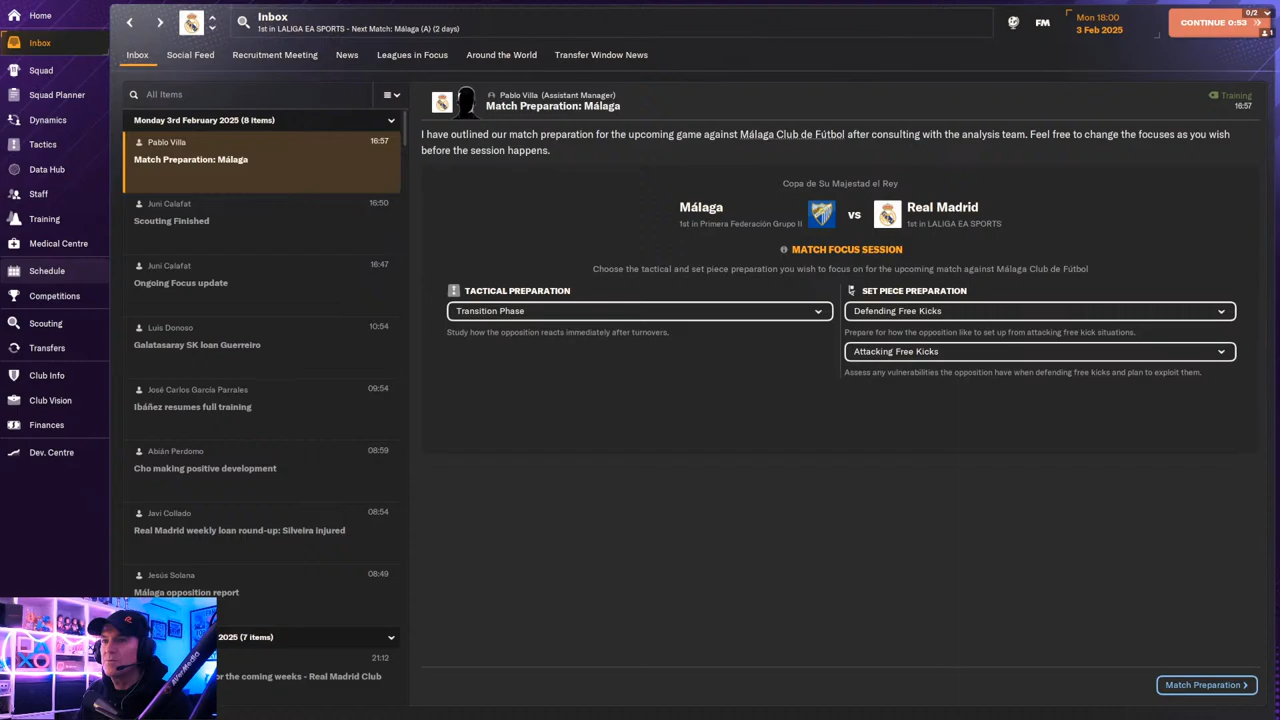 Home
Inbox
Squad
Squad Planner
Dynamics
Tactics
Data Hub
Staff
Training
Medical Centre
Schedule
Competitions
Scouting
Transfers
Club Info
Club Vision
Finances
Dev. Centre
Inbox
1st in LALIGA EA SPORTS - Next Match: Málaga (A) (2 days)
FM
Mon 18:00
3 Feb 2025
CONTINUE 0:53
0/2
1
Inbox
Social Feed
Recruitment Meeting
News
Leagues in Focus
Around the World
Transfer Window News
All Items
Monday 3rd February 2025 (8 items)
Pablo Villa
16:57
Match Preparation: Málaga
Juni Calafat
16:50
Scouting Finished
Juni Calafat
16:47
Ongoing Focus update
Luis Donoso
10:54
Galatasaray SK loan Guerreiro
José Carlos García Parrales
09:54
Ibáñez resumes full training
Abián Perdomo
08:59
Cho making positive development
Javi Collado
08:54
Real Madrid weekly loan round-up: Silveira injured
Jesús Solana
08:49
Málaga opposition report
2025 (7 items)
21:12
for the coming weeks - Real Madrid Club
Pablo Villa (Assistant Manager)
Match Preparation: Málaga
Training
16:57
I have outlined our match preparation for the upcoming game against Málaga Club de Fútbol after consulting with the analysis team. Feel free to change the focuses as you wish
before the session happens.
Copa de Su Majestad el Rey
Málaga
1st in Primera Federación Grupo II
vs
Real Madrid
1st in LALIGA EA SPORTS
MATCH FOCUS SESSION
Choose the tactical and set piece preparation you wish to focus on for the upcoming match against Málaga Club de Fútbol
TACTICAL PREPARATION
Transition Phase
Study how the opposition reacts immediately after turnovers.
SET PIECE PREPARATION
Defending Free Kicks
Prepare for how the opposition like to set up from attacking free kick situations.
Attacking Free Kicks
Assess any vulnerabilities the opposition have when defending free kicks and plan to exploit them.
Match Preparation
AVerMedia